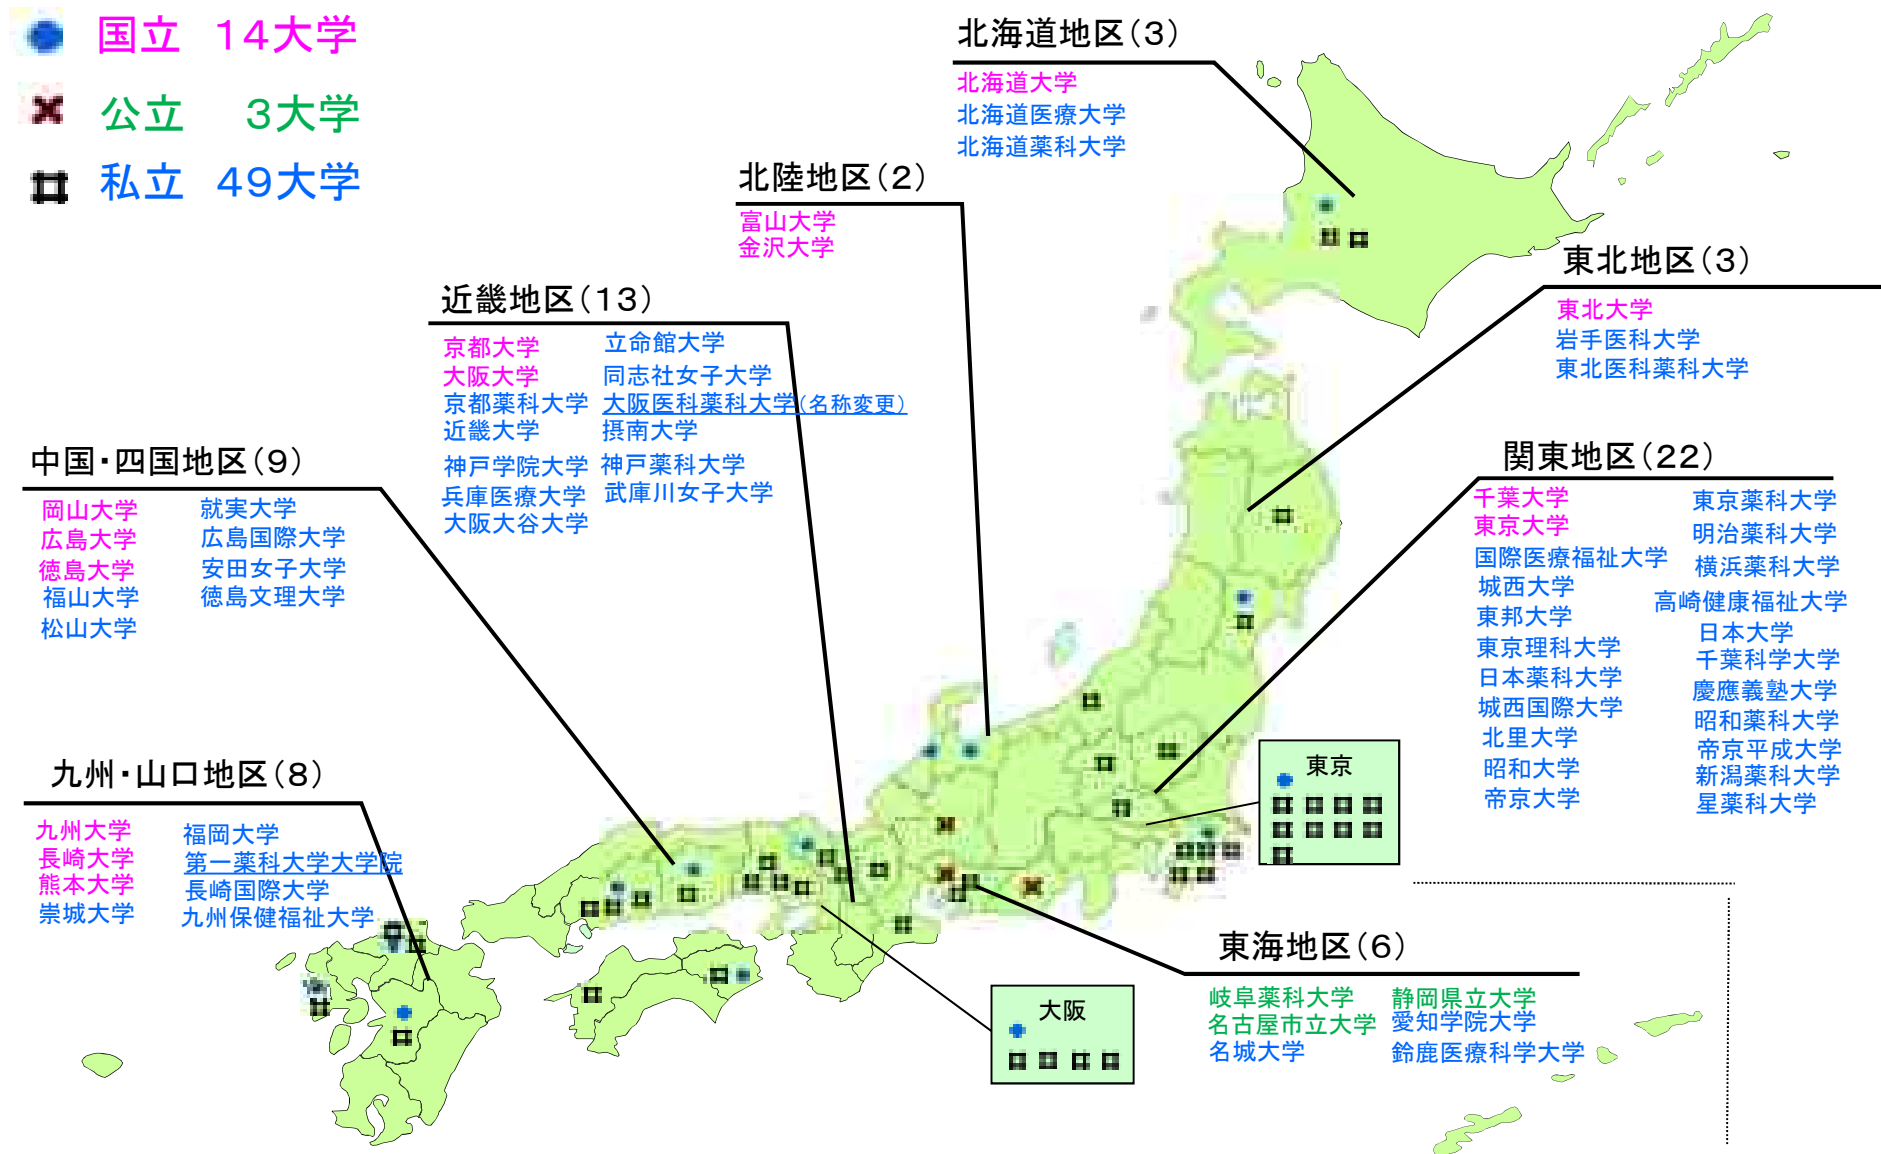 国立 14大学
公立 3大学
私立 49大学
北海道地区(3)
北海道大学
北海道医療大学
北海道薬科大学
北陸地区(2)
富山大学
金沢大学
東北地区(3)
東北大学
岩手医科大学
東北医科薬科大学
近畿地区(13)
京都大学
大阪大学
京都薬科大学
近畿大学
神戸学院大学
兵庫医療大学
大阪大谷大学
立命館大学
同志社女子大学
大阪医科薬科大学(名称変更)
摂南大学
神戸薬科大学
武庫川女子大学
中国・四国地区(9)
岡山大学
広島大学
徳島大学
福山大学
松山大学
就実大学
広島国際大学
安田女子大学
徳島文理大学
関東地区(22)
千葉大学
東京大学
国際医療福祉大学
城西大学
東邦大学
東京理科大学
日本薬科大学
城西国際大学
北里大学
昭和大学
帝京大学
東京薬科大学
明治薬科大学
横浜薬科大学
高崎健康福祉大学
日本大学
千葉科学大学
慶應義塾大学
昭和薬科大学
帝京平成大学
新潟薬科大学
星薬科大学
東京
九州・山口地区(8)
九州大学
長崎大学
熊本大学
崇城大学
福岡大学
第一薬科大学大学院
長崎国際大学
九州保健福祉大学
東海地区(6)
岐阜薬科大学
名古屋市立大学
名城大学
静岡県立大学
愛知学院大学
鈴鹿医療科学大学
大阪